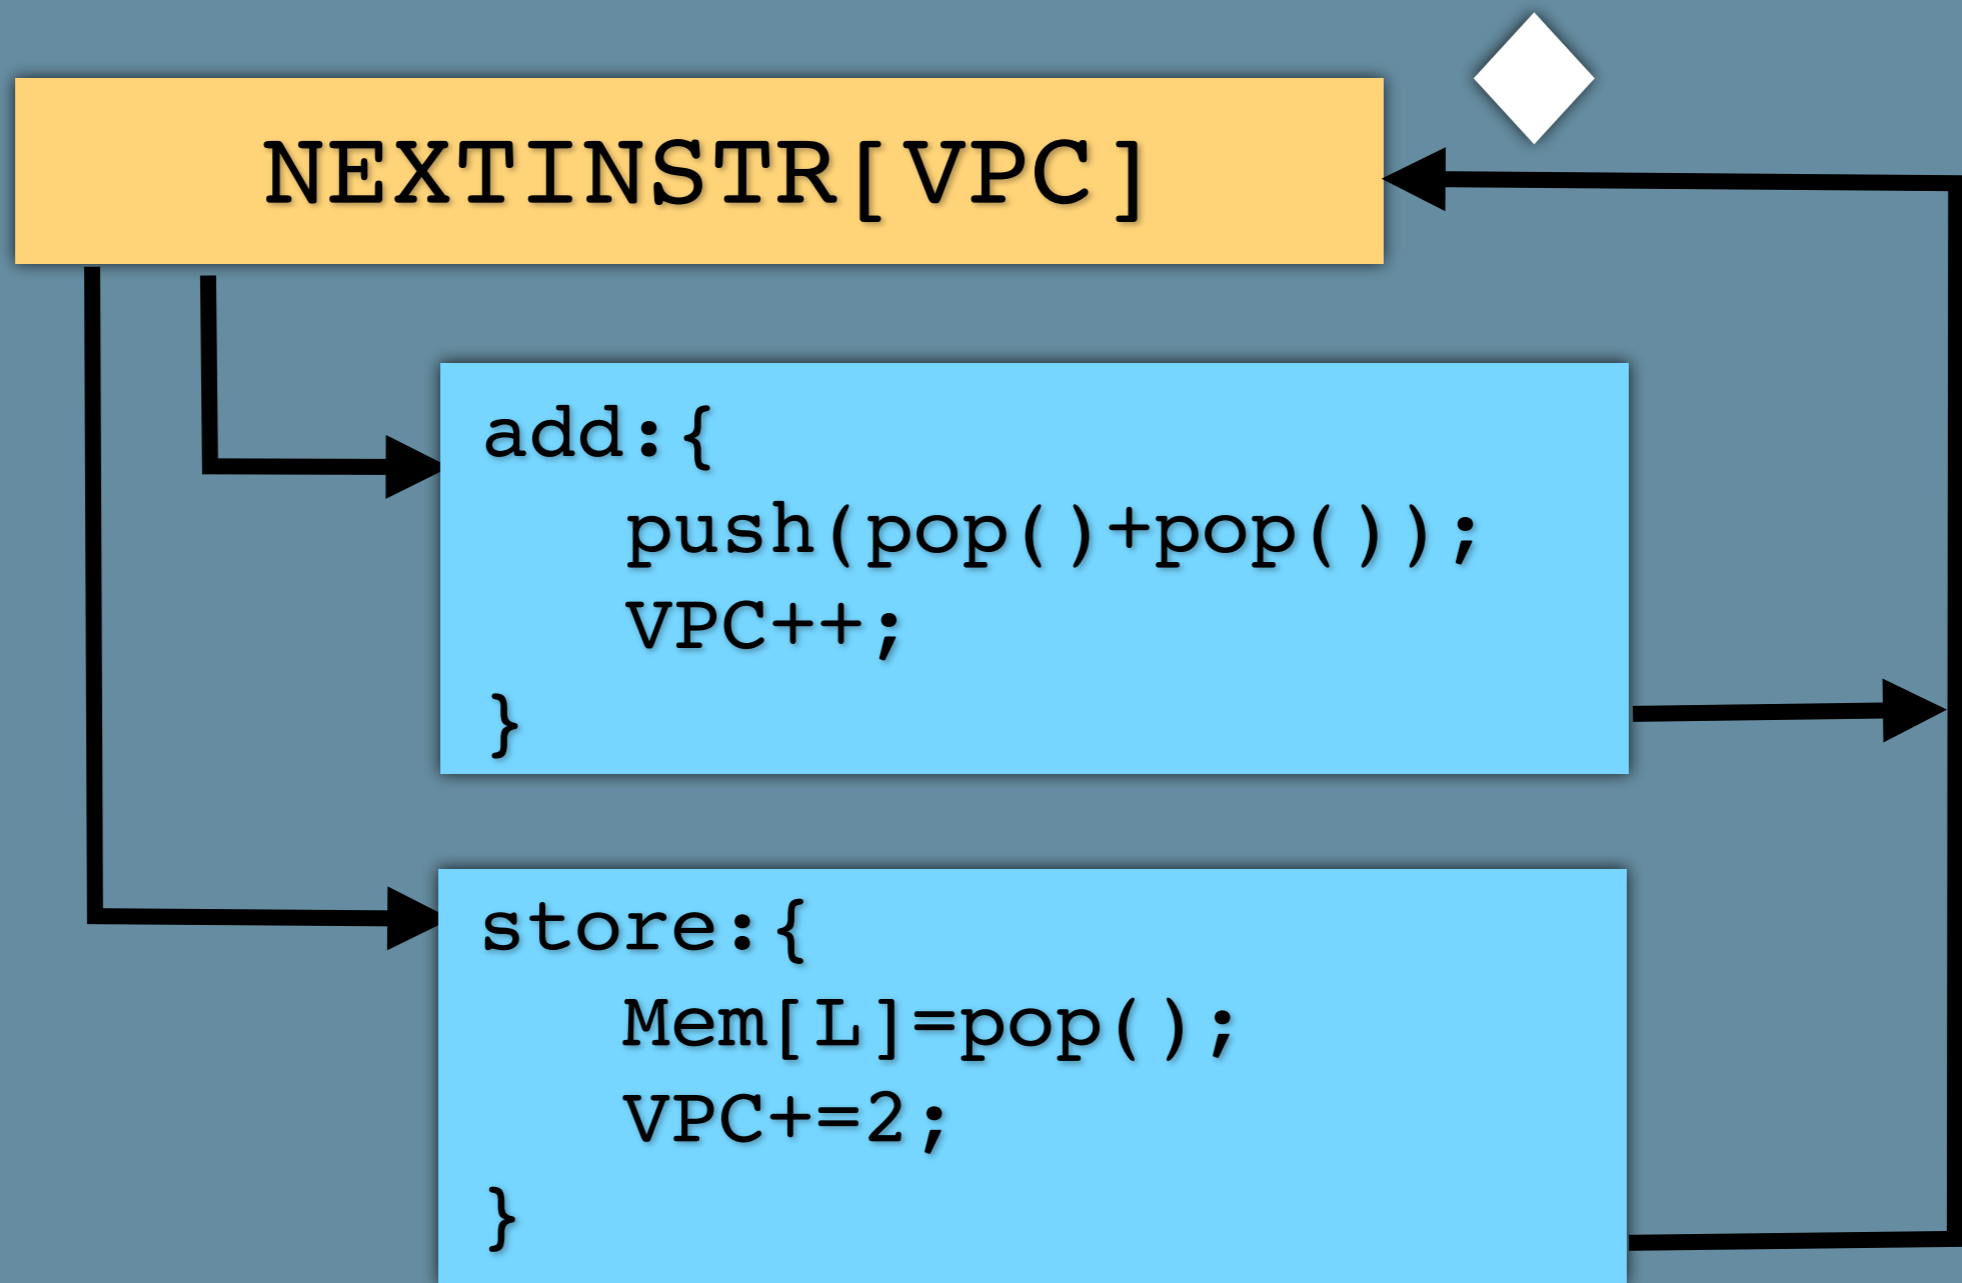 NEXTINSTR[VPC]
add:{
push(pop()+pop());
VPC++;
}
store:{
Mem[L]=pop();
VPC+=2;
}